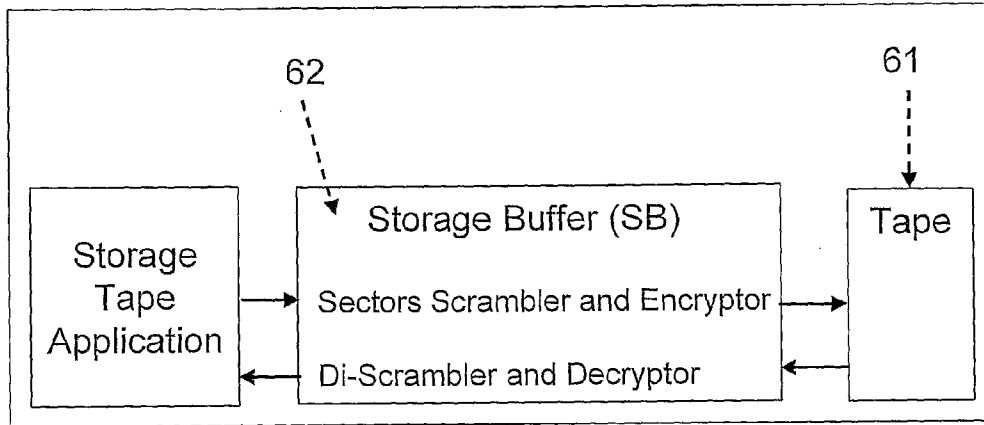 62
61
Storage
Tape
Application
Storage Buffer (SB)
Sectors Scrambler and Encryptor
Di-Scrambler and Decryptor
Tape